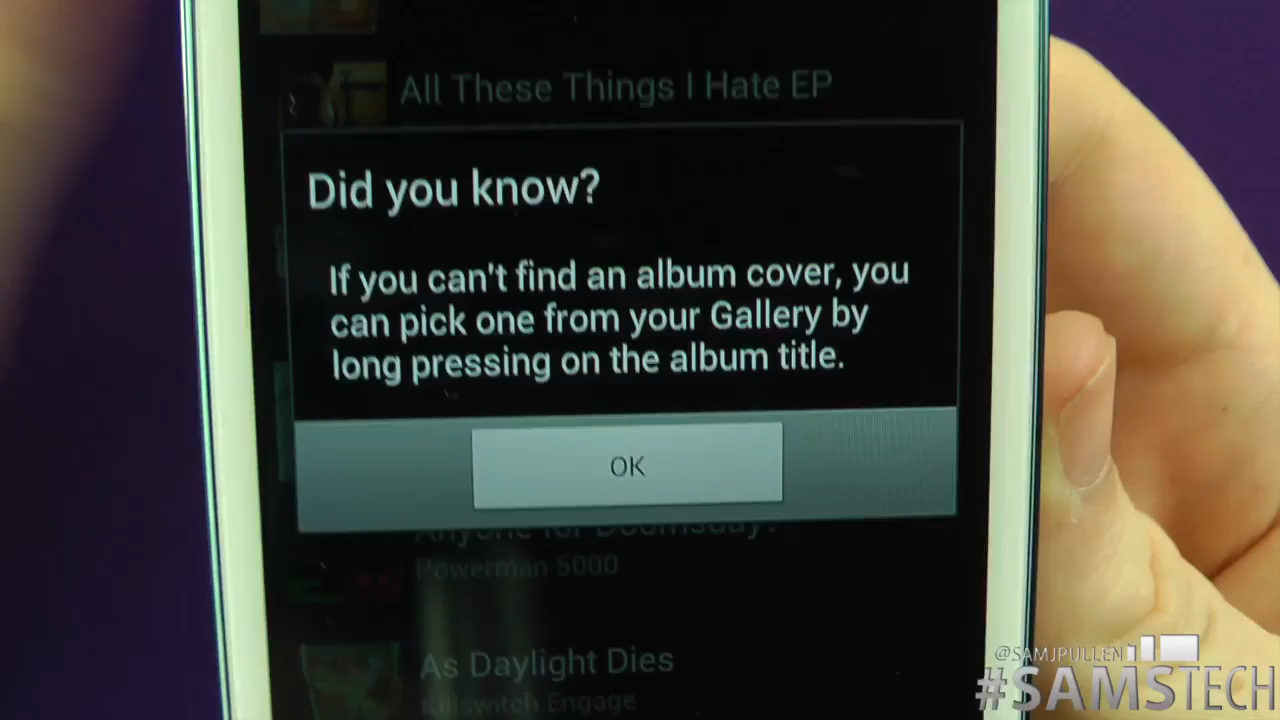 All These Things I Hate EP
Did you know?
If you can't find an album cover, you
can pick one from your Gallery by
long pressing on the album title.
OK
Anyone for Doomsday?
Powerman 5000
As Daylight Dies
Killswitch Engage
@SAMJPULLEN
#SAMSTECH